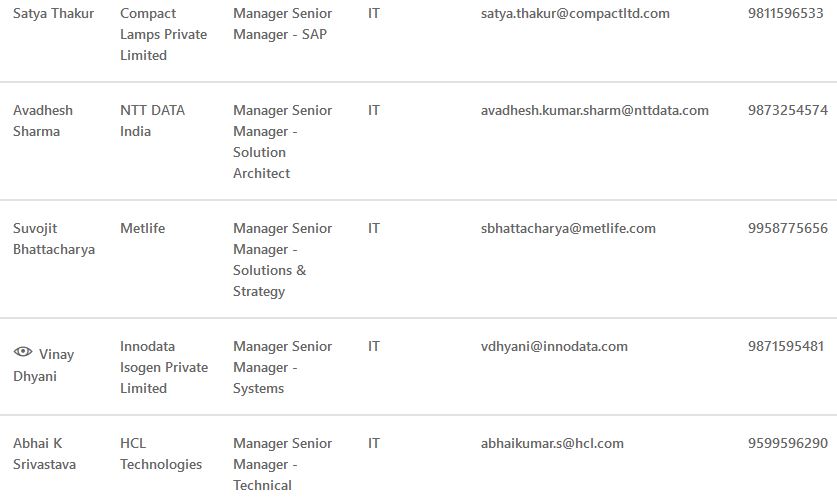 Satya Thakur
Compact
Lamps Private
Limited
Manager Senior
Manager - SAP
IT
satya.thakur@compactltd.com
9811596533
Avadhesh
Sharma
NTT DATA
India
Manager Senior
Manager -
Solution
Architect
IT
avadhesh.kumar.sharm@nttdata.com
9873254574
Suvojit
Bhattacharya
Metlife
Manager Senior
Manager -
Solutions &
Strategy
IT
sbhattacharya@metlife.com
9958775656
Vinay
Dhyani
Innodata
Isogen Private
Limited
Manager Senior
Manager -
Systems
IT
vdhyani@innodata.com
9871595481
Abhai K
Srivastava
HCL
Technologies
Manager Senior
Manager -
Technical
IT
abhaikumar.s@hcl.com
9599596290